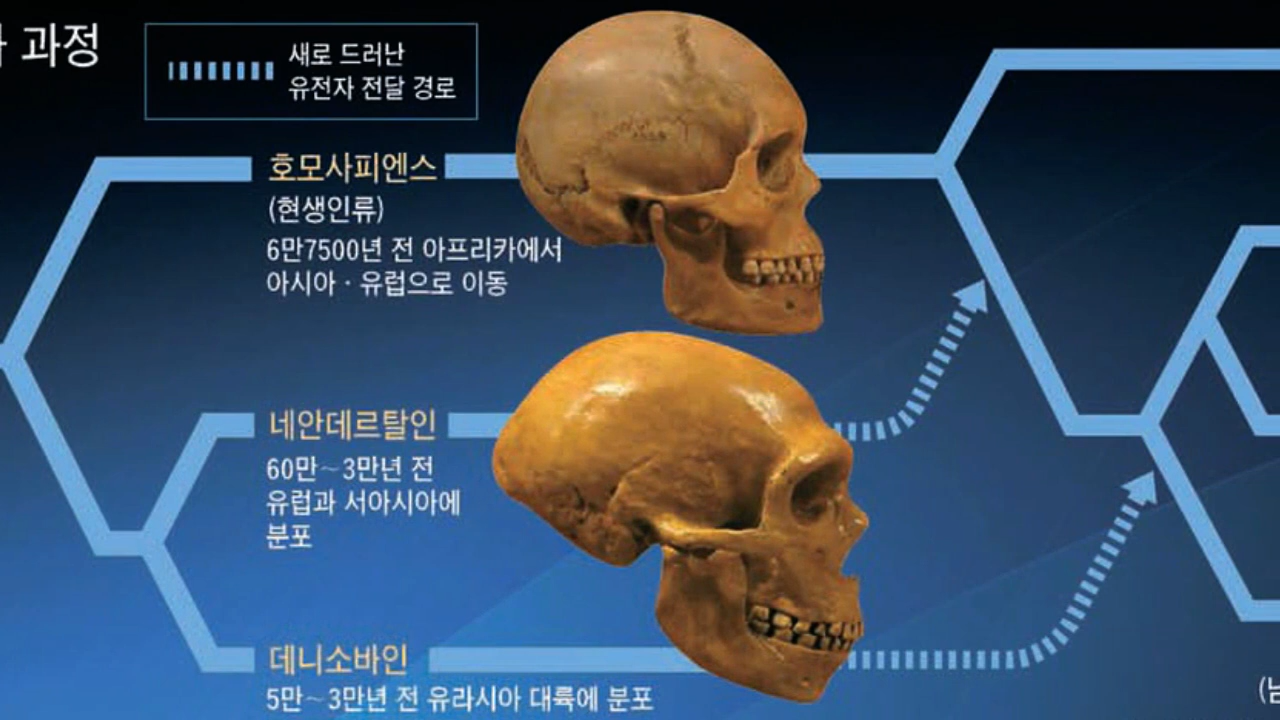 과정
새로 드러난
유전자 전달 경로
호모사피엔스
(현생인류)
6만7500년 전 아프리카에서
아시아·유럽으로 이동
네안데르탈인
60만~3만년 전
유럽과 서아시아에
분포
데니소바인
5만~3만년 전 유라시아 대륙에 분포